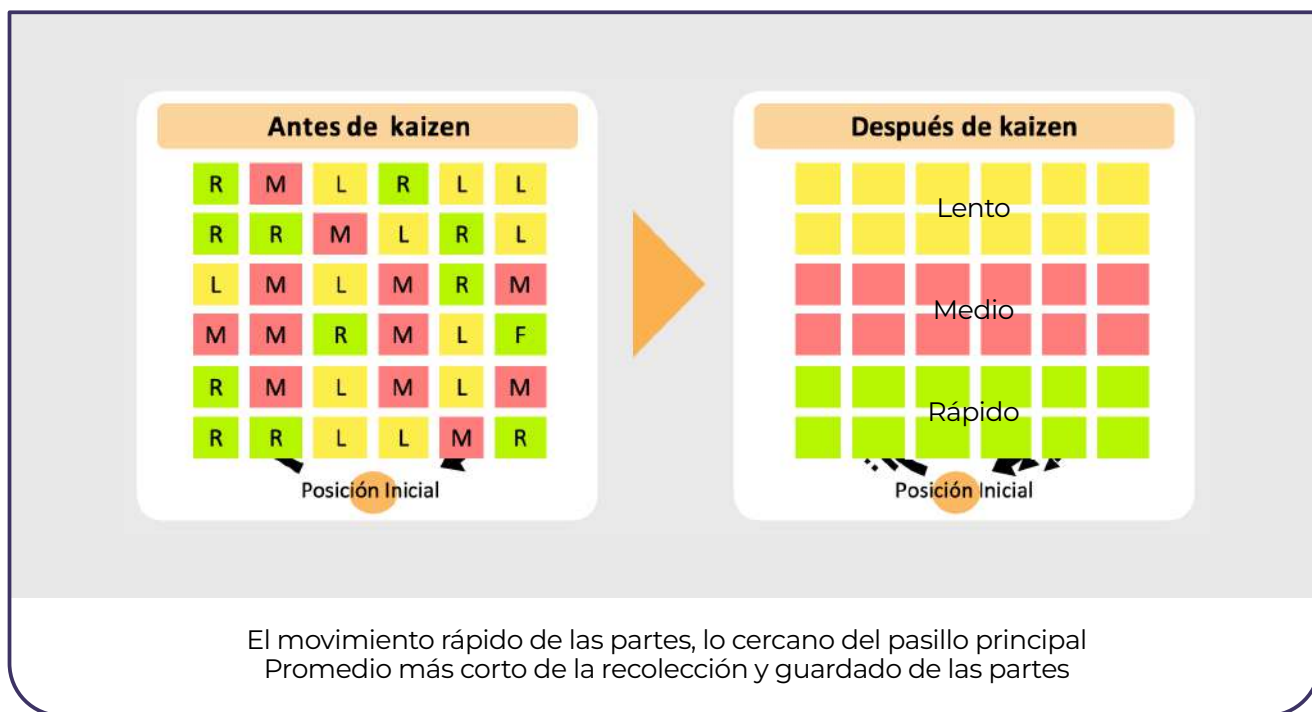 Antes de kaizen
R M L R L L
R R M L R L
L M L M R M
M M R M L F
R M L M L M
R R L L M R
Posición Inicial
Después de kaizen
Lento
Medio
Rápido
Posición Inicial
El movimiento rápido de las partes, lo cercano del pasillo principal
Promedio más corto de la recolección y guardado de las partes